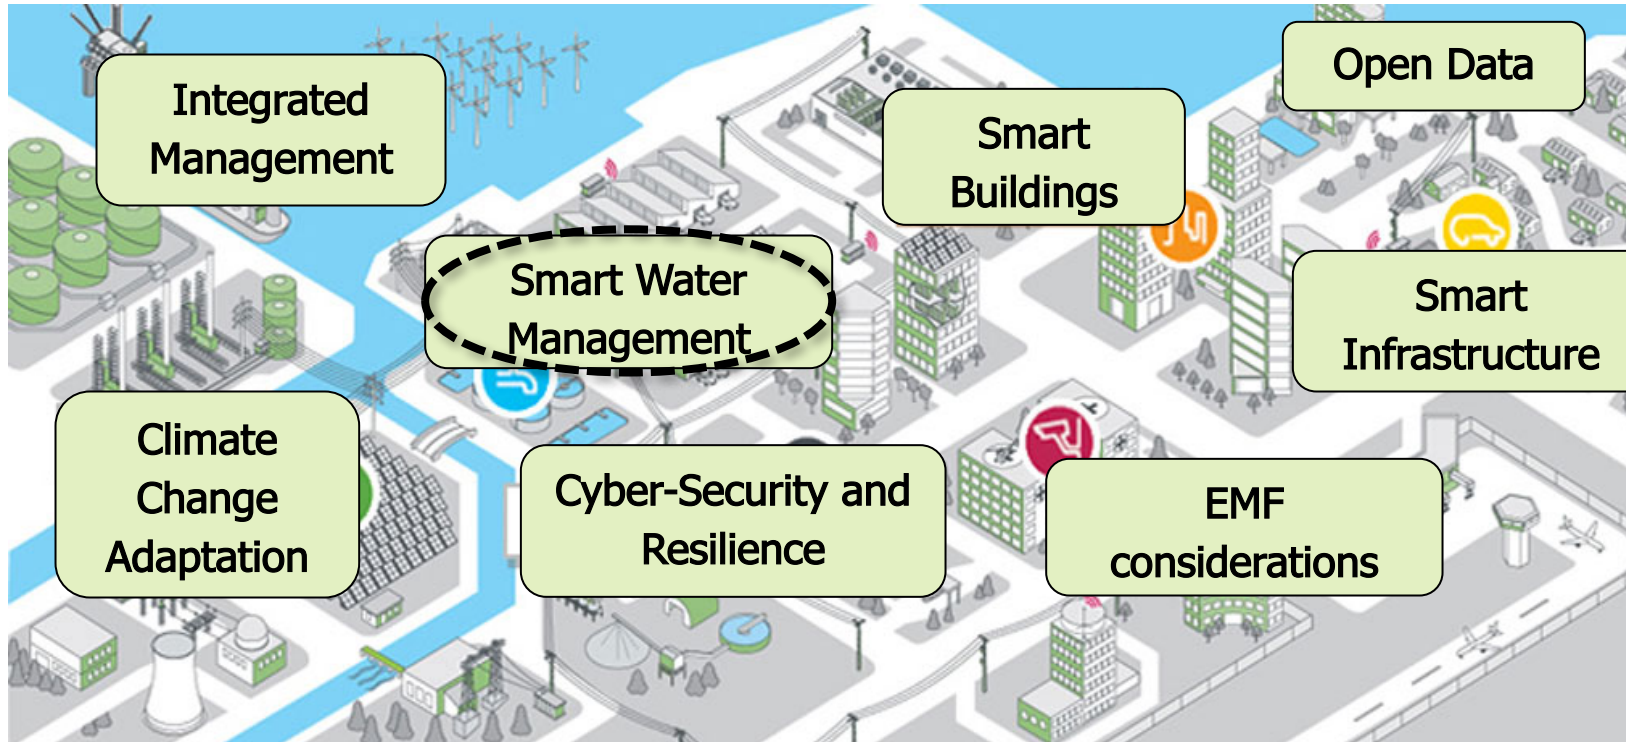 Integrated
Management
Open Data
Smart
Buildings
Smart Water
Management
Smart
Infrastructure
Climate
Change
Adaptation
Cyber-Security and
Resilience
EMF
considerations